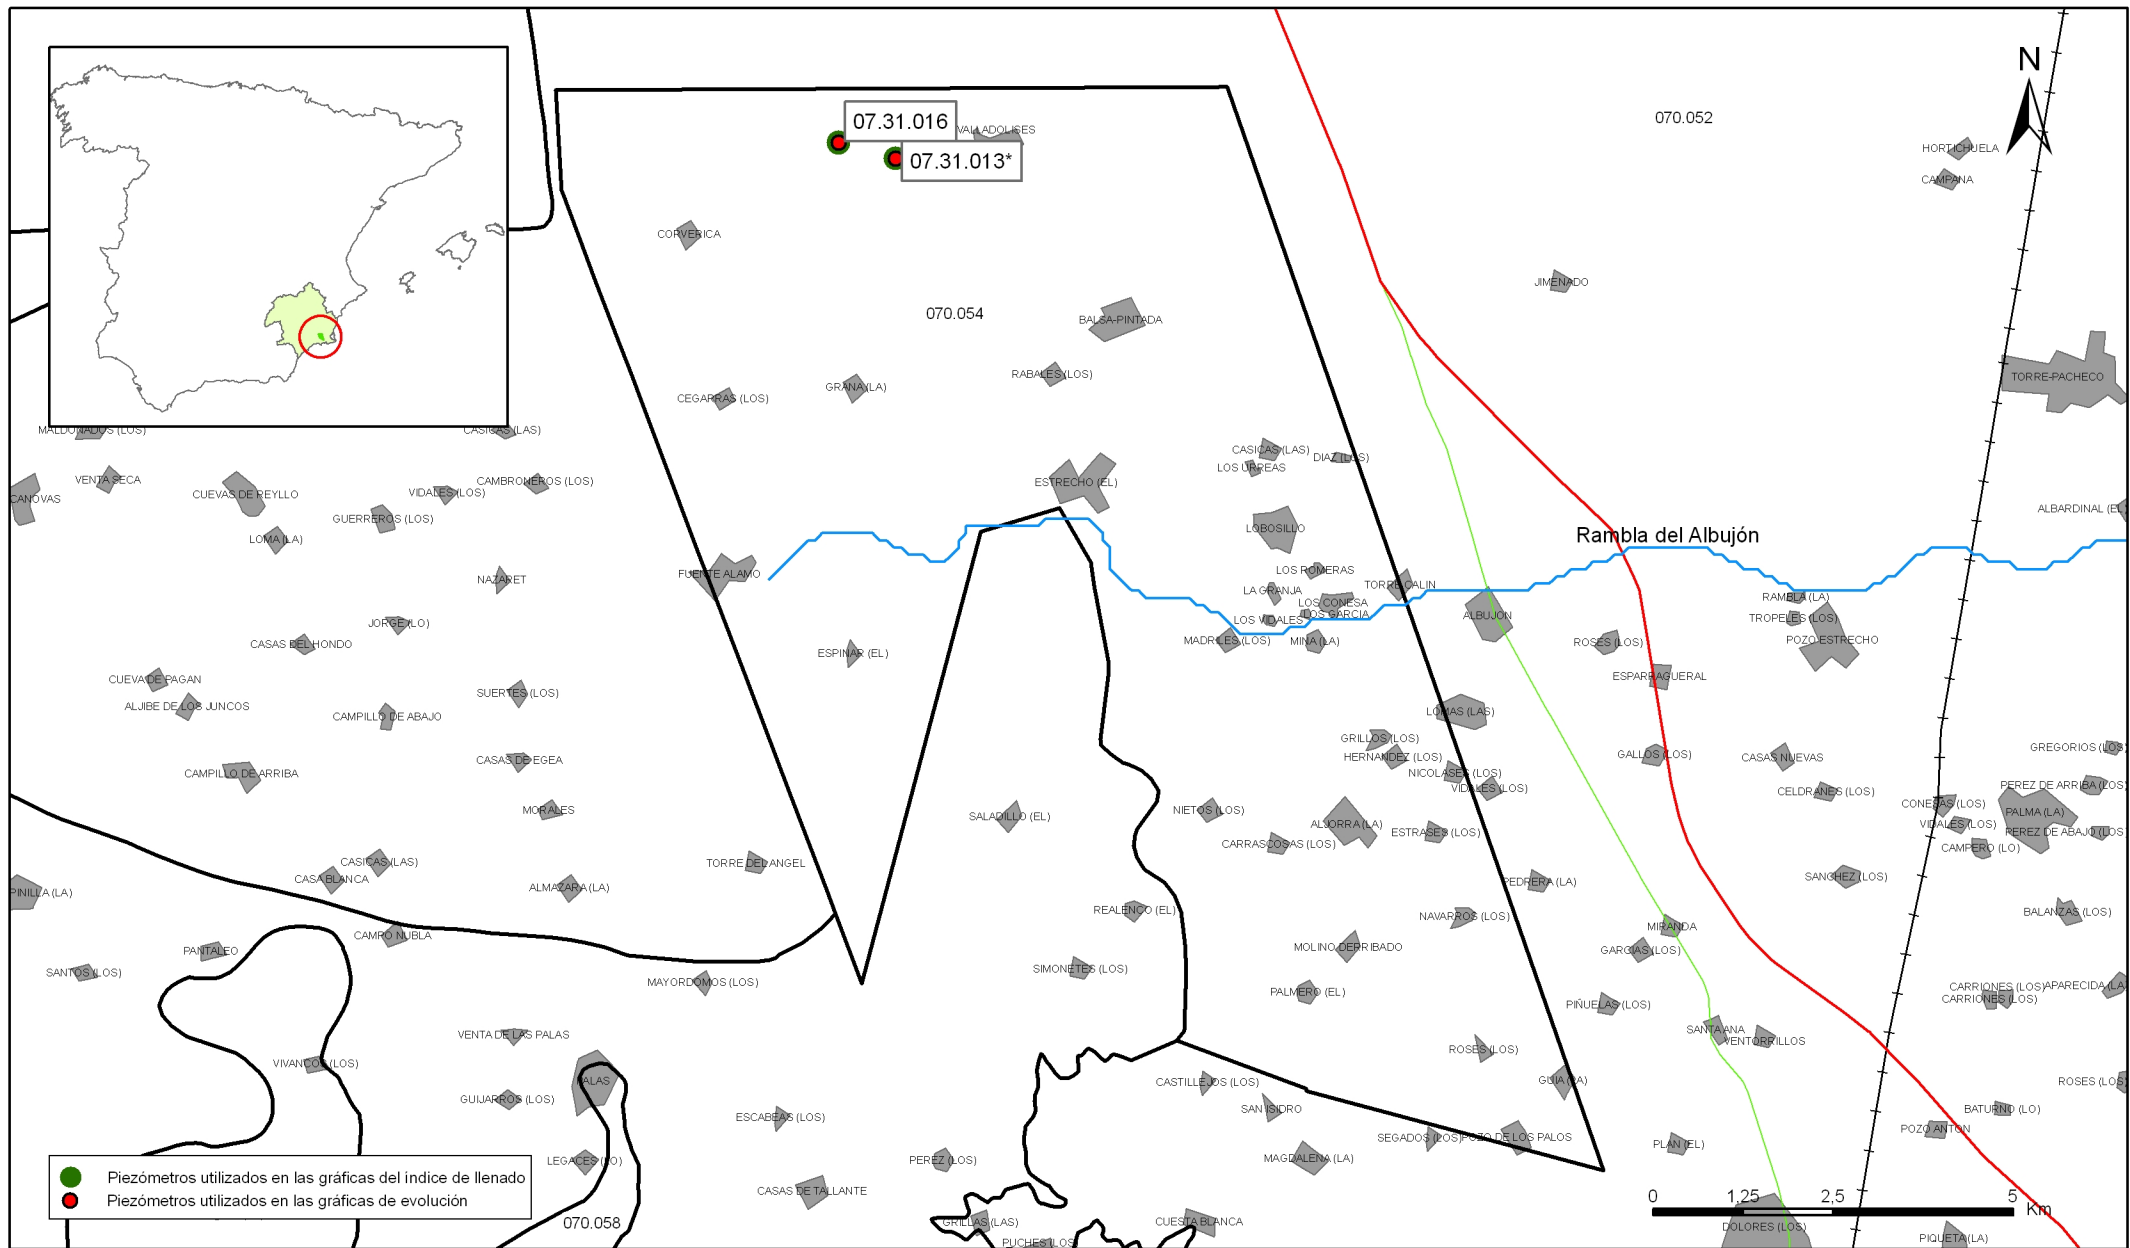 N
070.052
07.31.016
VALLADOLISES
07.31.013*
HORTICHUELA
CAMPANA
CORVERICA
JIMENADO
070.054
BALSA-PINTADA
RABALES (LOS)
TORRE-PACHECO
GRANA (LA)
CEGARRAS (LOS)
MALDONADOS (LOS)
CASICAS (LAS)
CASICAS (LAS)
DIAZ (LOS)
LOS URREAS
VENTA SECA
CAMBRONEROS (LOS)
ESTRECHO (EL)
CUEVAS DE REYLLO
VIDALES (LOS)
CANOVAS
ALBARDINAL (EL)
GUERREROS (LOS)
LOBOSILLO
Rambla del Albujón
LOMA (LA)
LOS ROMERAS
FUENTE ALAMO
NAZARET
TORRE CALIN
LA GRANJA
RAMBLA (LA)
LOS CONESA
LOS GARCIA
ALBUJON
TROPELES (LOS)
LOS VIDALES
JORGE (LO)
MADRILES (LOS)
MINA (LA)
ROSES (LOS)
POZO ESTRECHO
CASAS DEL HONDO
ESPINAR (EL)
ESPARRAGUERAL
CUEVA DE PAGAN
SUERTES (LOS)
ALJIBE DE LOS JUNCOS
LOMAS (LAS)
CAMPILLO DE ABAJO
GRILLOS (LOS)
GREGORIOS (LOS)
HERNANDEZ (LOS)
GALLOS (LOS)
CASAS NUEVAS
CASAS DE EGEA
CAMPILLO DE ARRIBA
NICOLASES (LOS)
PEREZ DE ARRIBA (LOS)
VIDALES (LOS)
CELDRANES (LOS)
CONESAS (LOS)
MORALES
NIETOS (LOS)
PALMA (LA)
SALADILLO (EL)
ALJORRA (LA)
VIDALES (LOS)
ESTRASES (LOS)
PEREZ DE ABAJO (LOS)
CARRASCOSAS (LOS)
CAMPERO (LO)
CASICAS (LAS)
TORRE DEL ANGEL
CASA BLANCA
SANCHEZ (LOS)
PEDRERA (LA)
ALMAZARA (LA)
PINILLA (LA)
REALENCO (EL)
BALANZAS (LOS)
NAVARROS (LOS)
MIRANDA
CAMPO NUBLA
MOLINO DERRIBADO
PANTALEO
GARCIAS (LOS)
SIMONETES (LOS)
SANTOS (LOS)
MAYORDOMOS (LOS)
CARRIONES (LOS)
APARECIDA (LA)
PALMERO (EL)
CARRIONES (LOS)
PIÑUELAS (LOS)
SANTA ANA
VENTA DE LAS PALAS
VENTORRILLOS
ROSES (LOS)
VIVANCOS (LOS)
PALAS
CASTILLEJOS (LOS)
GUIA (LA)
ROSES (LOS)
GUIJARROS (LOS)
SAN ISIDRO
BATURNO (LO)
ESCABEAS (LOS)
POZO ANTON
SEGADOS (LOS)
POZO DE LOS PALOS
PLAN (EL)
LEGACES (LO)
PEREZ (LOS)
MAGDALENA (LA)
Piezómetros utilizados en las gráficas del índice de llenado
Piezómetros utilizados en las gráficas de evolución
CASAS DE TALLANTE
0 1,25 2,5 5
Km
070.058
GRILLAS (LAS)
CUESTA BLANCA
DOLORES (LOS)
PUCHES (LOS)
PIQUETA (LA)